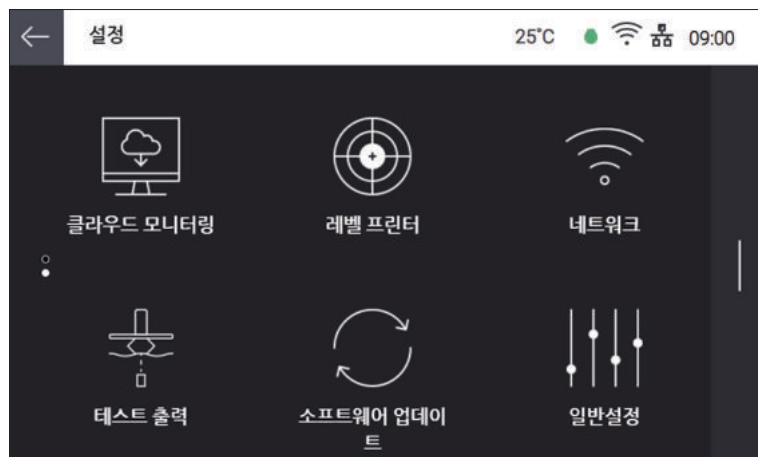 설정
25°C
09:00
클라우드 모니터링
레벨 프린터
네트워크
테스트 출력
소프트웨어 업데이
트
일반설정